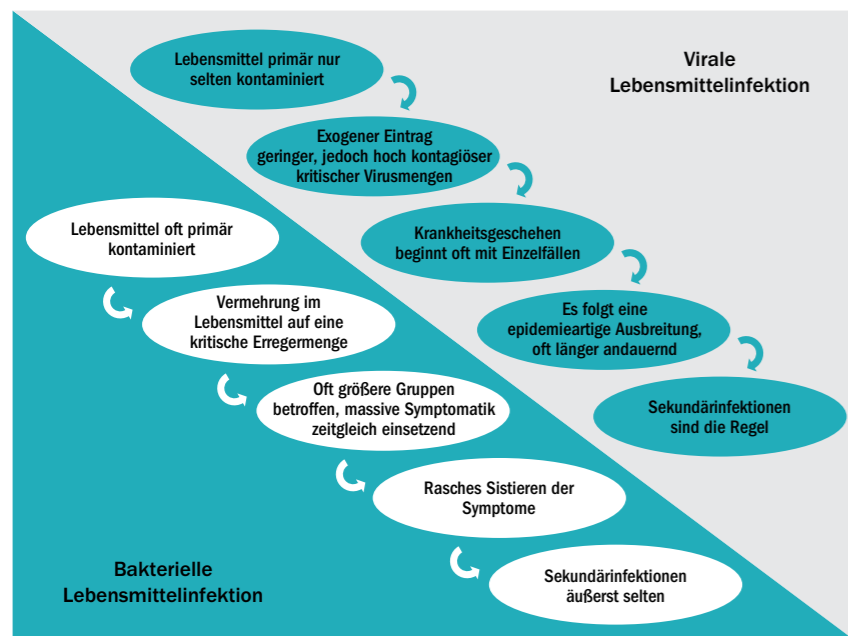 Virale
Lebensmittelinfektion
Lebensmittel primär nur
selten kontaminiert
Exogener Eintrag
geringer, jedoch hoch kontagiöser
kritischer Virusmengen
Krankheitsgeschehen
beginnt oft mit Einzelfällen
Es folgt eine
epidemieartige Ausbreitung,
oft länger andauernd
Sekundärinfektionen
sind die Regel
Lebensmittel oft primär
kontaminiert
Vermehrung im
Lebensmittel auf eine
kritische Erregermenge
Oft größere Gruppen
betroffen, massive Symptomatik
zeitgleich einsetzend
Rasches Sistieren der
Symptome
Sekundärinfektionen
äußerst selten
Bakterielle
Lebensmittelinfektion